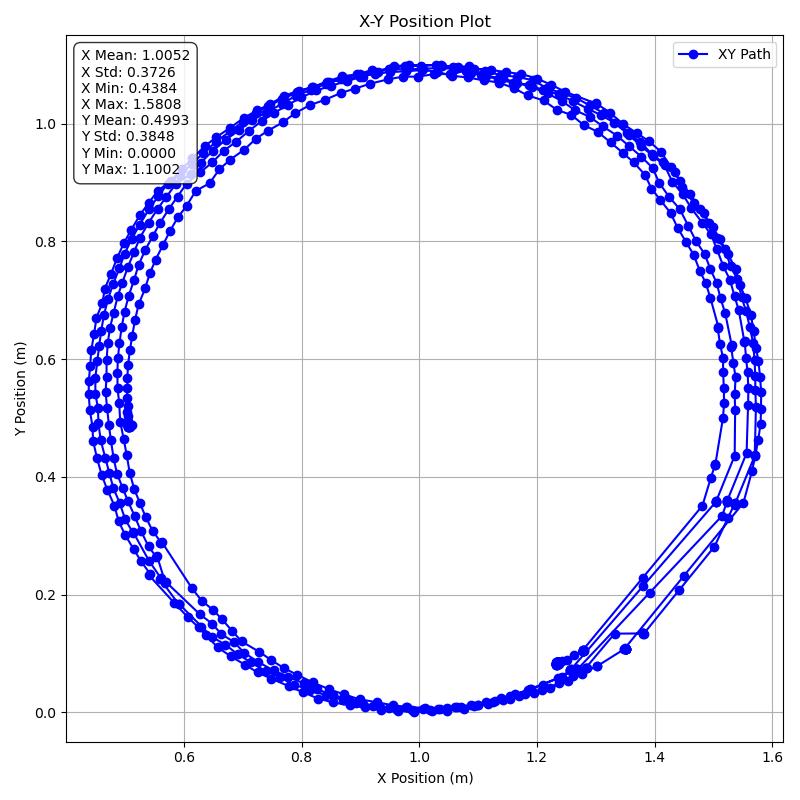 X-Y Position Plot
X Mean: 1.0052
X Std: 0.3726
X Min: 0.4384
X Max: 1.5808
Y Mean: 0.4993
Y Std: 0.3848
Y Min: 0.0000
Y Max: 1.1002
XY Path
1.0
0.8
0.6
0.4
0.2
0.0
Y Position (m)
0.6 0.8 1.0 1.2 1.4 1.6
X Position (m)